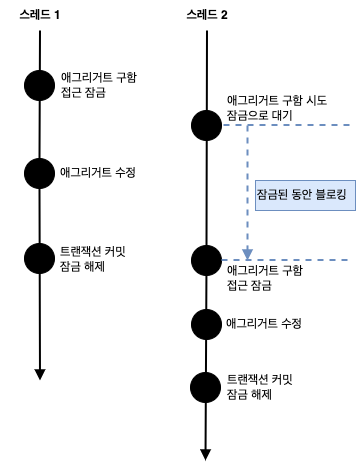 스레드 1
애그리거트 구함
접근 잠금
애그리거트 수정
트랜잭션 커밋
잠금 해제
스레드 2
애그리거트 구함 시도
잠금으로 대기
잠금된 동안 블로킹
애그리거트 구함
접근 잠금
애그리거트 수정
트랜잭션 커밋
잠금 해제